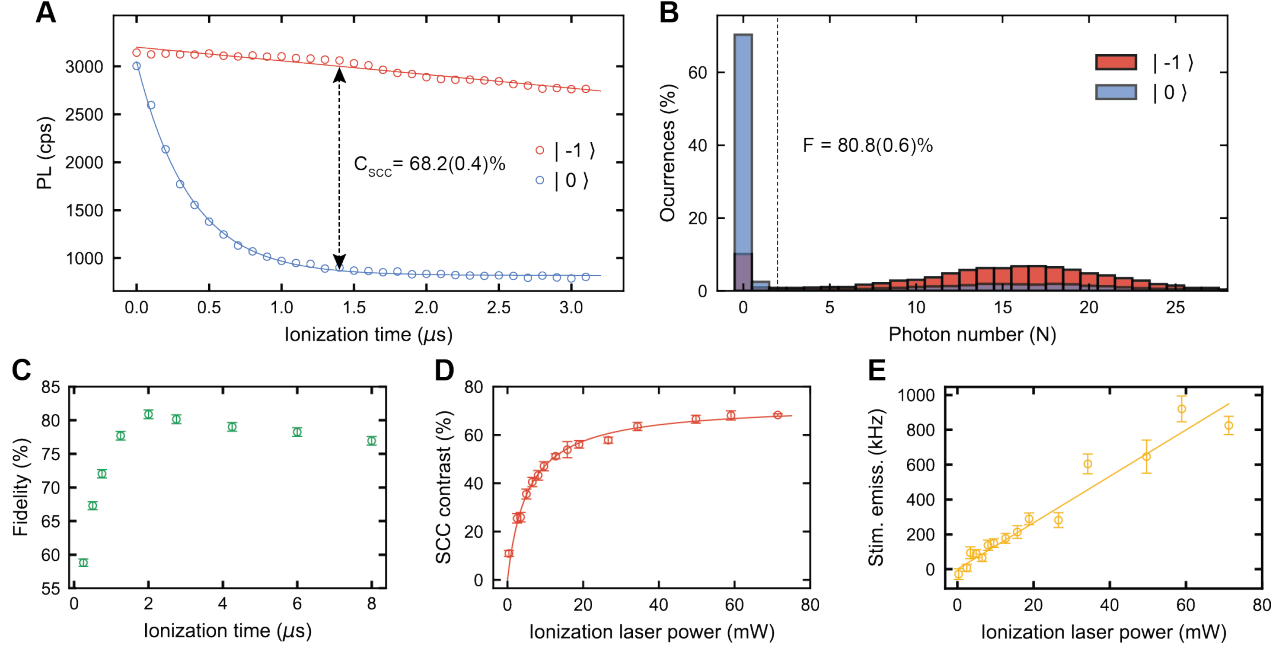 A
PL (cps)
3000
2500
2000
1500
1000
0.0 0.5 1.0 1.5 2.0 2.5 3.0
Ionization time (μs)
C_SCC = 68.2(0.4)%
| -1 ⟩
| 0 ⟩
B
Ocurrences (%)
60
40
20
0
0 5 10 15 20 25
Photon number (N)
F = 80.8(0.6)%
| -1 ⟩
| 0 ⟩
C
Fidelity (%)
85
80
75
70
65
60
55
0 2 4 6 8
Ionization time (μs)
D
SCC contrast (%)
80
60
40
20
0
0 20 40 60 80
Ionization laser power (mW)
E
Stim. emiss. (kHz)
1000
800
600
400
200
0
0 20 40 60 80
Ionization laser power (mW)